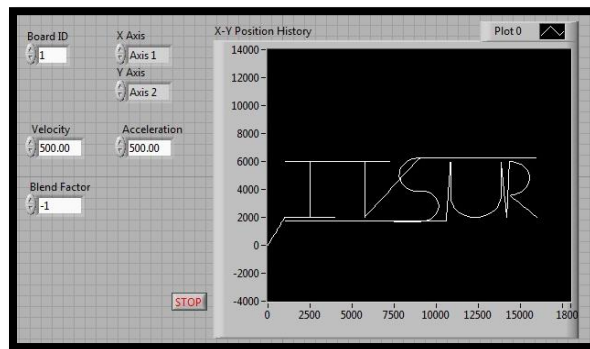 Board ID
1
X Axis
Axis 1
Y Axis
Axis 2
Velocity
500.00
Acceleration
500.00
Blend Factor
-1
STOP
X-Y Position History
Plot 0
14000
12000
10000
8000
6000
4000
2000
0
-2000
-4000
0 2500 5000 7500 10000 12500 15000 1800